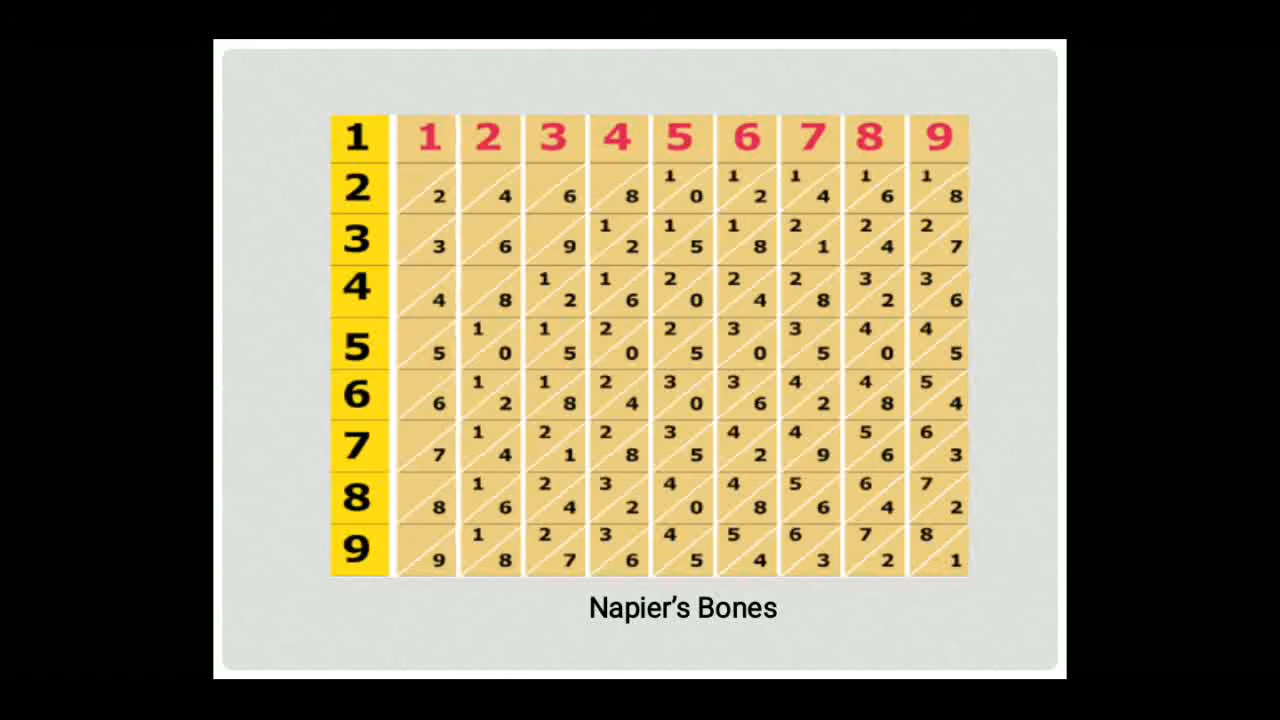 1 1 2 3 4 5 6 7 8 9
2 2 4 6 8 1 0 1 2 1 4 1 6 1 8
3 3 6 9 1 2 1 5 1 8 2 1 2 4 2 7
4 4 8 1 2 1 6 2 0 2 4 2 8 3 2 3 6
5 5 1 0 1 5 2 0 2 5 3 0 3 5 4 0 4 5
6 6 1 2 1 8 2 4 3 0 3 6 4 2 4 8 5 4
7 7 1 4 2 1 2 8 3 5 4 2 4 9 5 6 6 3
8 8 1 6 2 4 3 2 4 0 4 8 5 6 6 4 7 2
9 9 1 8 2 7 3 6 4 5 5 4 6 3 7 2 8 1
Napier’s Bones